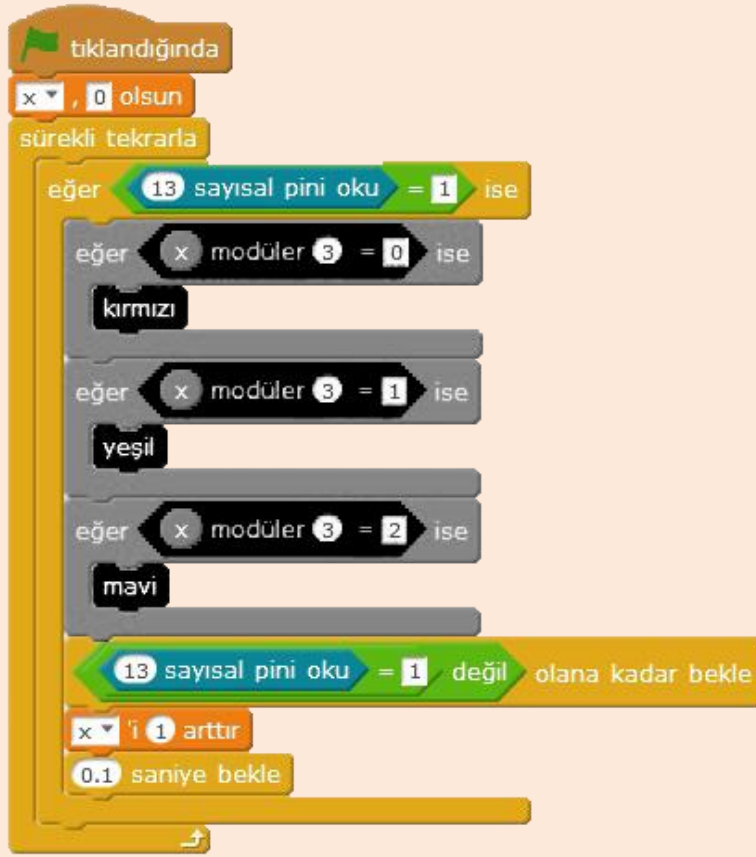 tıklandığında
x , 0 olsun
sürekli tekrarla
eğer 13 sayısal pini oku = 1 ise
eğer x modüler 3 = 0 ise
kırmızı
eğer x modüler 3 = 1 ise
yeşil
eğer x modüler 3 = 2 ise
mavi
13 sayısal pini oku = 1 değil olana kadar bekle
x 'i 1 arttır
0.1 saniye bekle